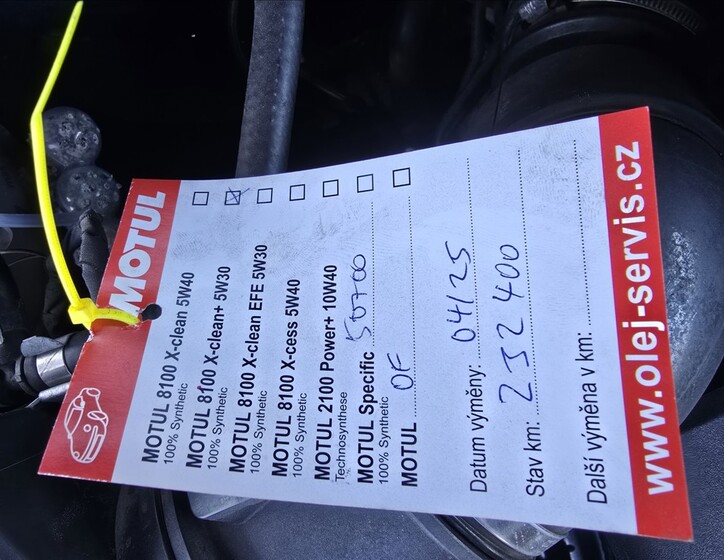 MOTUL
MOTUL 8100 X-clean 5W40
100% Synthetic
MOTUL 8100 X-clean+ 5W30
100% Synthetic
MOTUL 8100 X-clean EFE 5W30
100% Synthetic
MOTUL 8100 X-cess 5W40
100% Synthetic
MOTUL 2100 Power+ 10W40
Technosynthese
MOTUL Specific
100% Synthetic
MOTUL OF
Datum výměny: 04/25
Stav km: 232 400
Další výměna v km:
www.olej-servis.cz